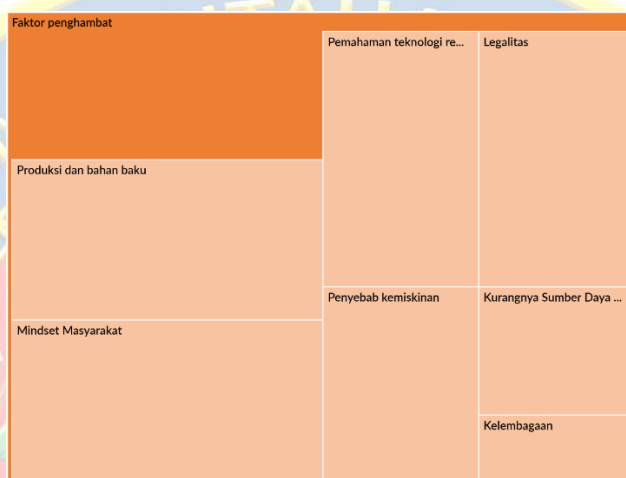 Faktor penghambat
Pemahaman teknologi re...
Legalitas
Produksi dan bahan baku
Penyebab kemiskinan
Kurangnya Sumber Daya ...
Mindset Masyarakat
Kelembagaan